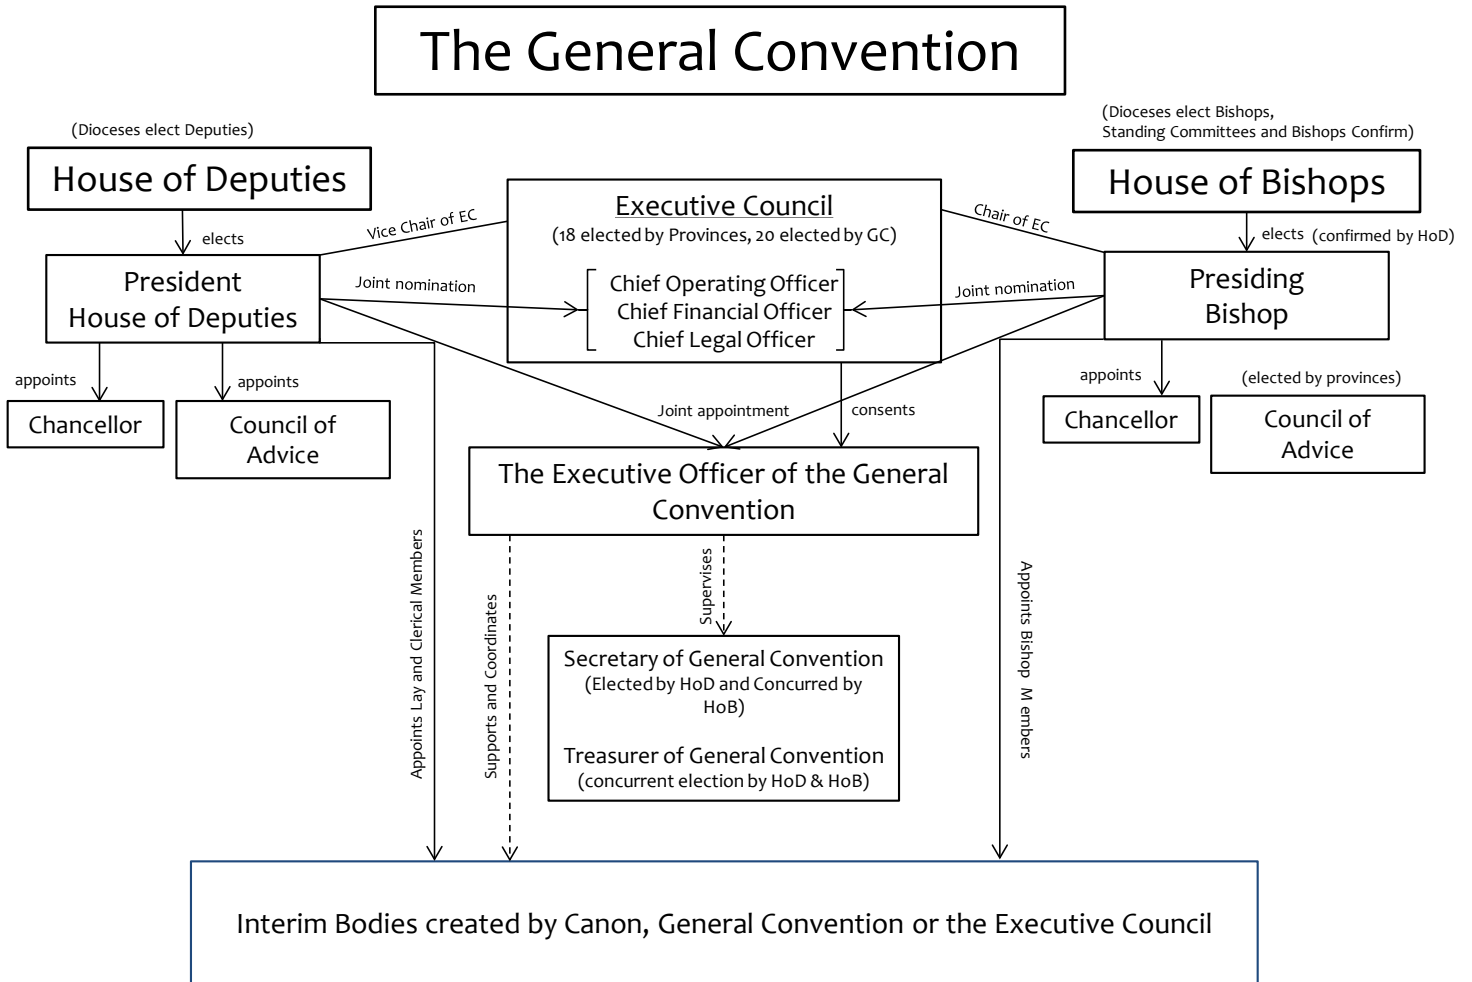 The General Convention
(Dioceses elect Deputies)
House of Deputies
(Dioceses elect Bishops,
Standing Committees and Bishops Confirm)
House of Bishops
elects
elects (confirmed by HoD)
Vice Chair of EC
Chair of EC
Executive Council
(18 elected by Provinces, 20 elected by GC)
Chief Operating Officer
Chief Financial Officer
Chief Legal Officer
President
House of Deputies
Joint nomination
Joint nomination
Presiding
Bishop
appoints
appoints
Chancellor
Council of
Advice
Joint appointment
consents
appoints
(elected by provinces)
Chancellor
Council of
Advice
The Executive Officer of the General
Convention
Appoints Lay and Clerical Members
Supports and Coordinates
Supervises
Appoints Bishop M embers
Secretary of General Convention
(Elected by HoD and Concurred by
HoB)
Treasurer of General Convention
(concurrent election by HoD & HoB)
Interim Bodies created by Canon, General Convention or the Executive Council